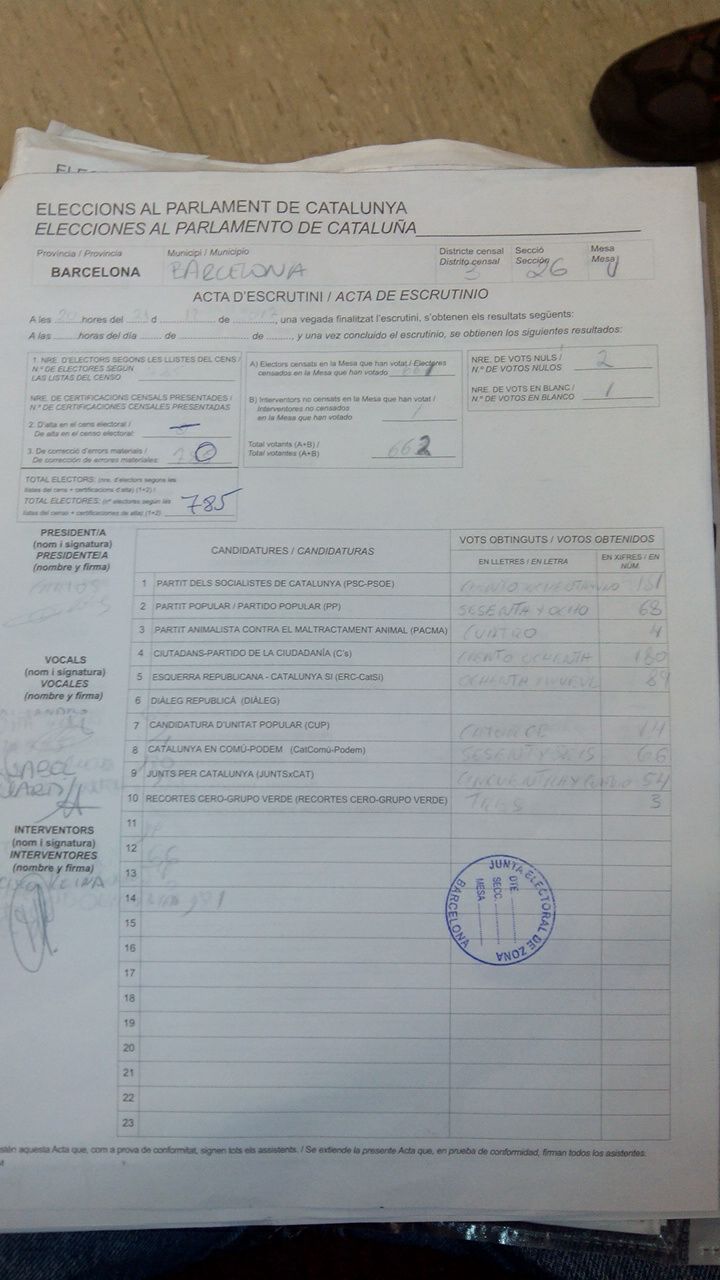 ELECCIONS AL PARLAMENT DE CATALUNYA
ELECCIONES AL PARLAMENTO DE CATALUÑA
Província / Provincia Municipi / Municipio Districte censal Secció Mesa
Distrito censal Sección Mesa
BARCELONA BARCELONA 3 26 U
ACTA D'ESCRUTINI / ACTA DE ESCRUTINIO
A les 20 hores del 21 d 12 de 2017, una vegada finalitzat l'escrutini, s'obtenen els resultats següents:
A las horas del día de de , y una vez concluido el escrutinio, se obtienen los siguientes resultados:
1. NRE. D'ELECTORS SEGONS LES LLISTES DEL CENS /
N.º DE ELECTORES SEGÚN
LAS LISTAS DEL CENSO
NRE. DE CERTIFICACIONS CENSALS PRESENTADES /
N.º DE CERTIFICACIONES CENSALES PRESENTADAS
2. D'alta en el cens electoral /
De alta en el censo electoral:
3. De correcció d'errors materials /
De corrección de errores materiales: 0
TOTAL ELECTORS: (nre. d'electors segons les
llistes del cens + certificacions d'alta) (1+2) /
TOTAL ELECTORES: (nº electores según las
listas del censo + certificaciones de alta) (1+2) 785
A) Electors censats en la Mesa que han votat / Electores
censados en la Mesa que han votado 661
B) Interventors no censats en la Mesa que han votat /
Interventores no censados
en la Mesa que han votado 1
Total votants (A+B) /
Total votantes (A+B) 662
NRE. DE VOTS NULS / 2
N.º DE VOTOS NULOS
NRE. DE VOTS EN BLANC / 1
N.º DE VOTOS EN BLANCO
PRESIDENT/A
(nom i signatura)
PRESIDENTE/A
(nombre y firma)
VOCALS
(nom i signatura)
VOCALES
(nombre y firma)
INTERVENTORS
(nom i signatura)
INTERVENTORES
(nombre y firma)
CANDIDATURES / CANDIDATURAS VOTS OBTINGUTS / VOTOS OBTENIDOS
EN LLETRES / EN LETRA EN XIFRES / EN NÚM.
1 PARTIT DELS SOCIALISTES DE CATALUNYA (PSC-PSOE) CIENTO OCHENTA Y UNO 181
2 PARTIT POPULAR / PARTIDO POPULAR (PP) SESENTA Y OCHO 68
3 PARTIT ANIMALISTA CONTRA EL MALTRACTAMENT ANIMAL (PACMA) CUATRO 4
4 CIUTADANS-PARTIDO DE LA CIUDADANÍA (C's) CIENTO OCHENTA 180
5 ESQUERRA REPUBLICANA - CATALUNYA SI (ERC-CatSí) OCHENTA Y NUEVE 89
6 DIÀLEG REPUBLICÀ (DIÀLEG)
7 CANDIDATURA D'UNITAT POPULAR (CUP) CATORCE 14
8 CATALUNYA EN COMÚ-PODEM (CatComú-Podem) SESENTA Y SEIS 66
9 JUNTS PER CATALUNYA (JUNTSxCAT) CINCUENTA Y CUATRO 54
10 RECORTES CERO-GRUPO VERDE (RECORTES CERO-GRUPO VERDE) TRES 3
11
12
13
14
15
16
17
18
19
20
21
22
23
JUNTA ELECTORAL DE ZONA
BARCELONA
DTE.
SECC.
MESA
aquesta Acta que, com a prova de conformitat, signen tots els assistents. / Se extiende la presente Acta que, en prueba de conformidad, firman todos los asistentes.